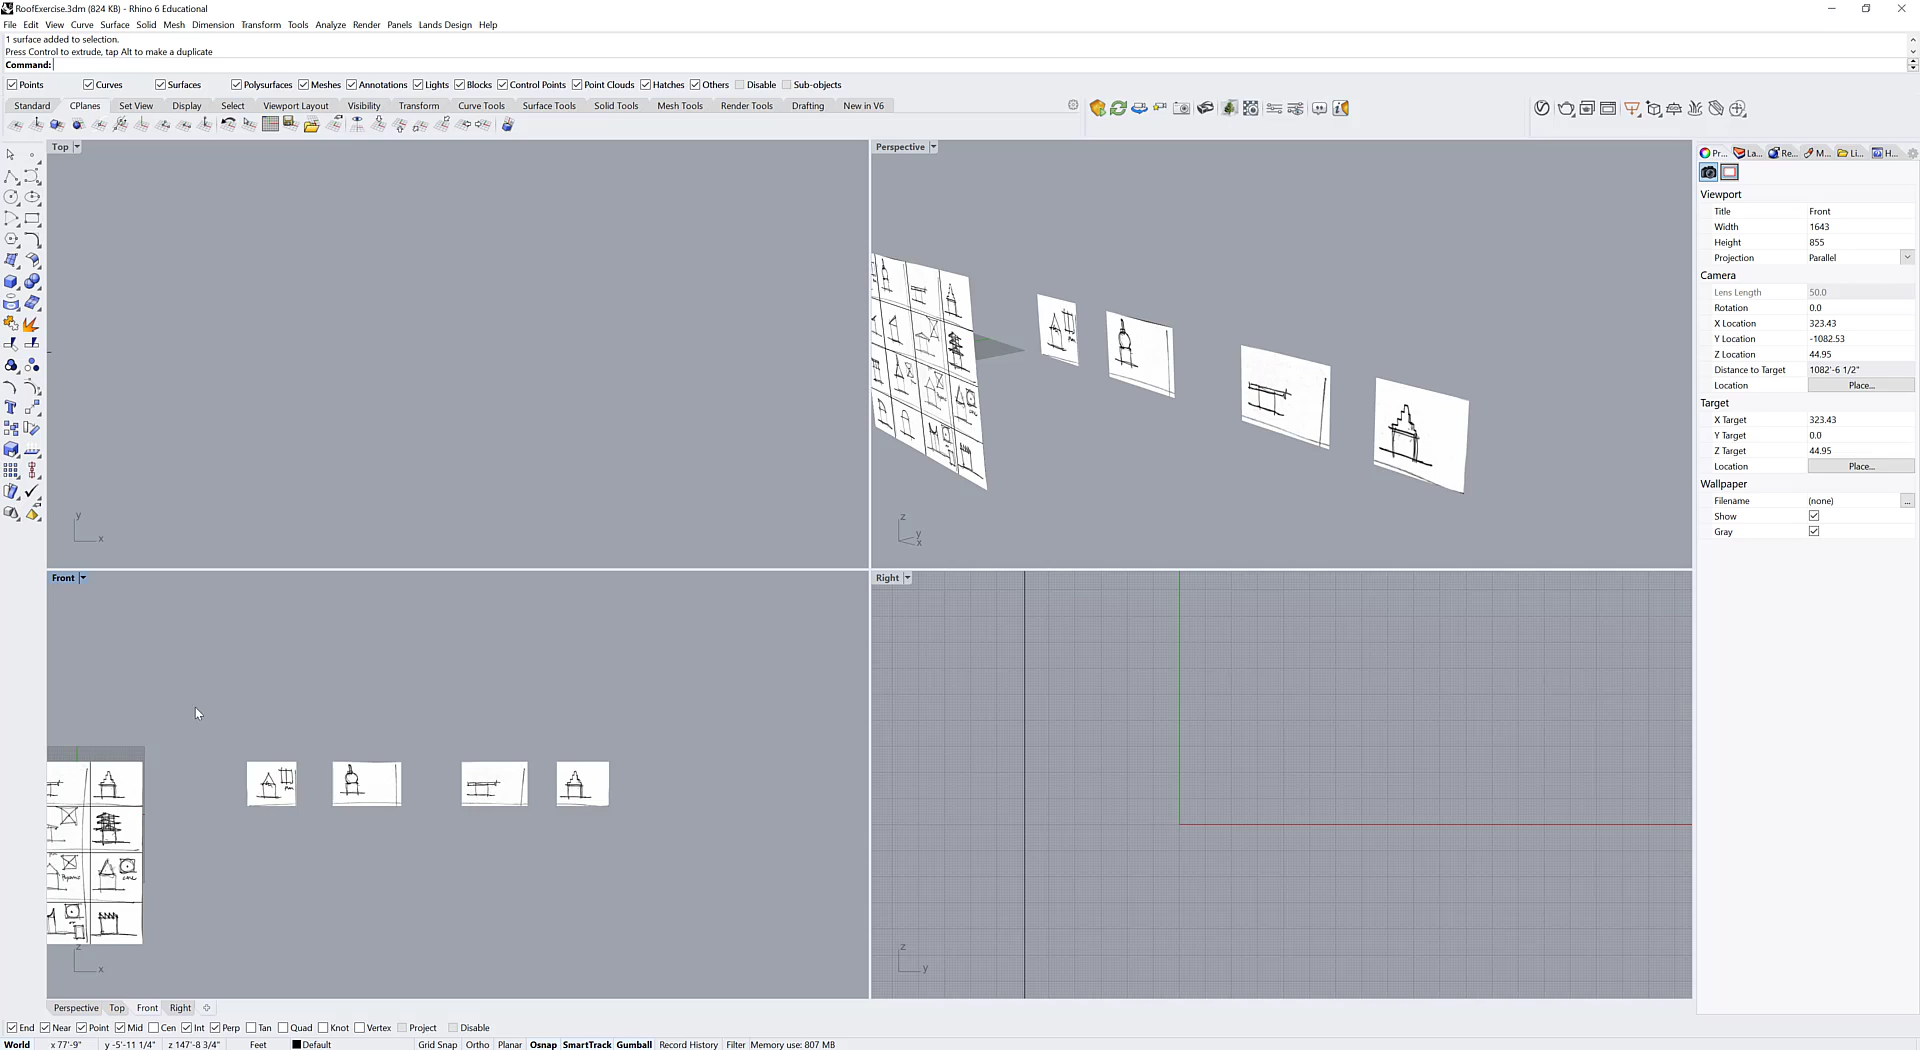 RoofExercise.3dm (824 KB) - Rhino 6 Educational
File Edit View Curve Surface Solid Mesh Dimension Transform Tools Analyze Render Panels Lands Design Help
1 surface added to selection.
Press Control to extrude, tap Alt to make a duplicate
Command:
Points Curves Surfaces Polysurfaces Meshes Annotations Lights Blocks Control Points Point Clouds Hatches Others Disable Sub-objects
Standard CPlanes Set View Display Select Viewport Layout Visibility Transform Curve Tools Surface Tools Solid Tools Mesh Tools Render Tools Drafting New in V6
Top
Perspective
Pr... La... Re... M... Li... H...
Viewport
Title Front
Width 1643
Height 855
Projection Parallel
Camera
Lens Length 50.0
Rotation 0.0
X Location 323.43
Y Location -1082.53
Z Location 44.95
Distance to Target 1082'-6 1/2"
Location Place...
Target
X Target 323.43
Y Target 0.0
Z Target 44.95
Location Place...
Wallpaper
Filename (none) ...
Show
Gray
y
x
z
y
x
Front
Right
z
x
z
y
Perspective Top Front Right
End Near Point Mid Cen Int Perp Tan Quad Knot Vertex Project Disable
World x 77'-9" y -5'-11 1/4" z 147'-8 3/4" Feet Default Grid Snap Ortho Planar Osnap SmartTrack Gumball Record History Filter Memory use: 807 MB